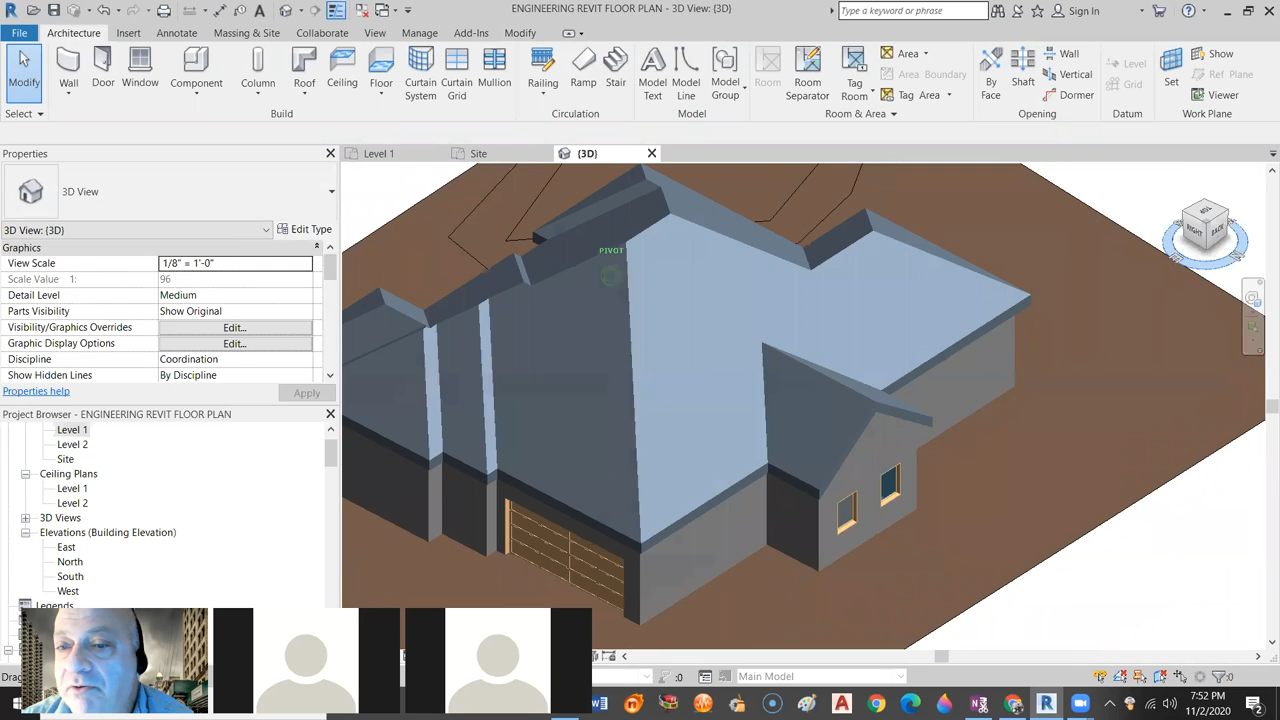 ENGINEERING REVIT FLOOR PLAN - 3D View: {3D}
Type a keyword or phrase
Sign In
File Architecture Insert Annotate Massing & Site Collaborate View Manage Add-Ins Modify
Modify
Wall
Door
Window
Component
Column
Roof
Ceiling
Floor
Curtain System
Curtain Grid
Mullion
Railing
Ramp
Stair
Model Text
Model Line
Model Group
Room
Room Separator
Tag Room
Area
Area Boundary
Tag Area
By Face
Shaft
Wall
Vertical
Dormer
Level
Grid
Set
Show
Ref Plane
Viewer
Select Build Circulation Model Room & Area Opening Datum Work Plane
Properties
Level 1 Site {3D}
3D View
3D View: {3D} Edit Type
Graphics
View Scale 1/8" = 1'-0"
Scale Value 1: 96
Detail Level Medium
Parts Visibility Show Original
Visibility/Graphics Overrides Edit...
Graphic Display Options Edit...
Discipline Coordination
Show Hidden Lines By Discipline
Properties help Apply
Project Browser - ENGINEERING REVIT FLOOR PLAN
Level 1
Level 2
Site
Ceiling Plans
Level 1
Level 2
3D Views
Elevations (Building Elevation)
East
North
South
West
Legends
PIVOT
RIGHT
BACK
:0
Main Model
:0
7:52 PM
11/2/2020
2